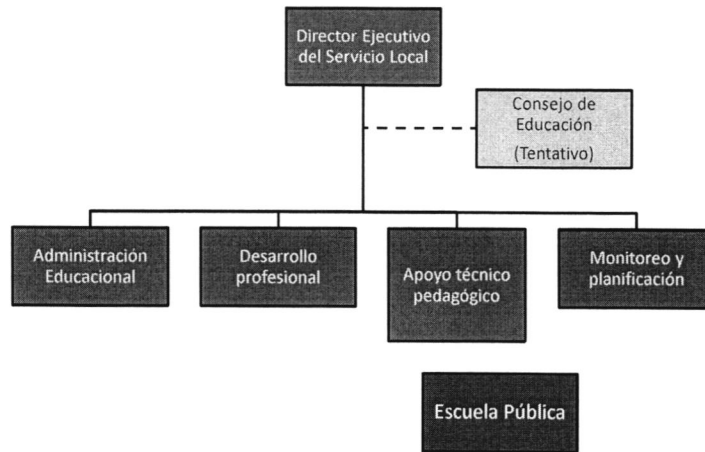 Director Ejecutivo
del Servicio Local
Consejo de
Educación
(Tentativo)
Administración
Educacional
Desarrollo
profesional
Apoyo técnico
pedagógico
Monitoreo y
planificación
Escuela Pública